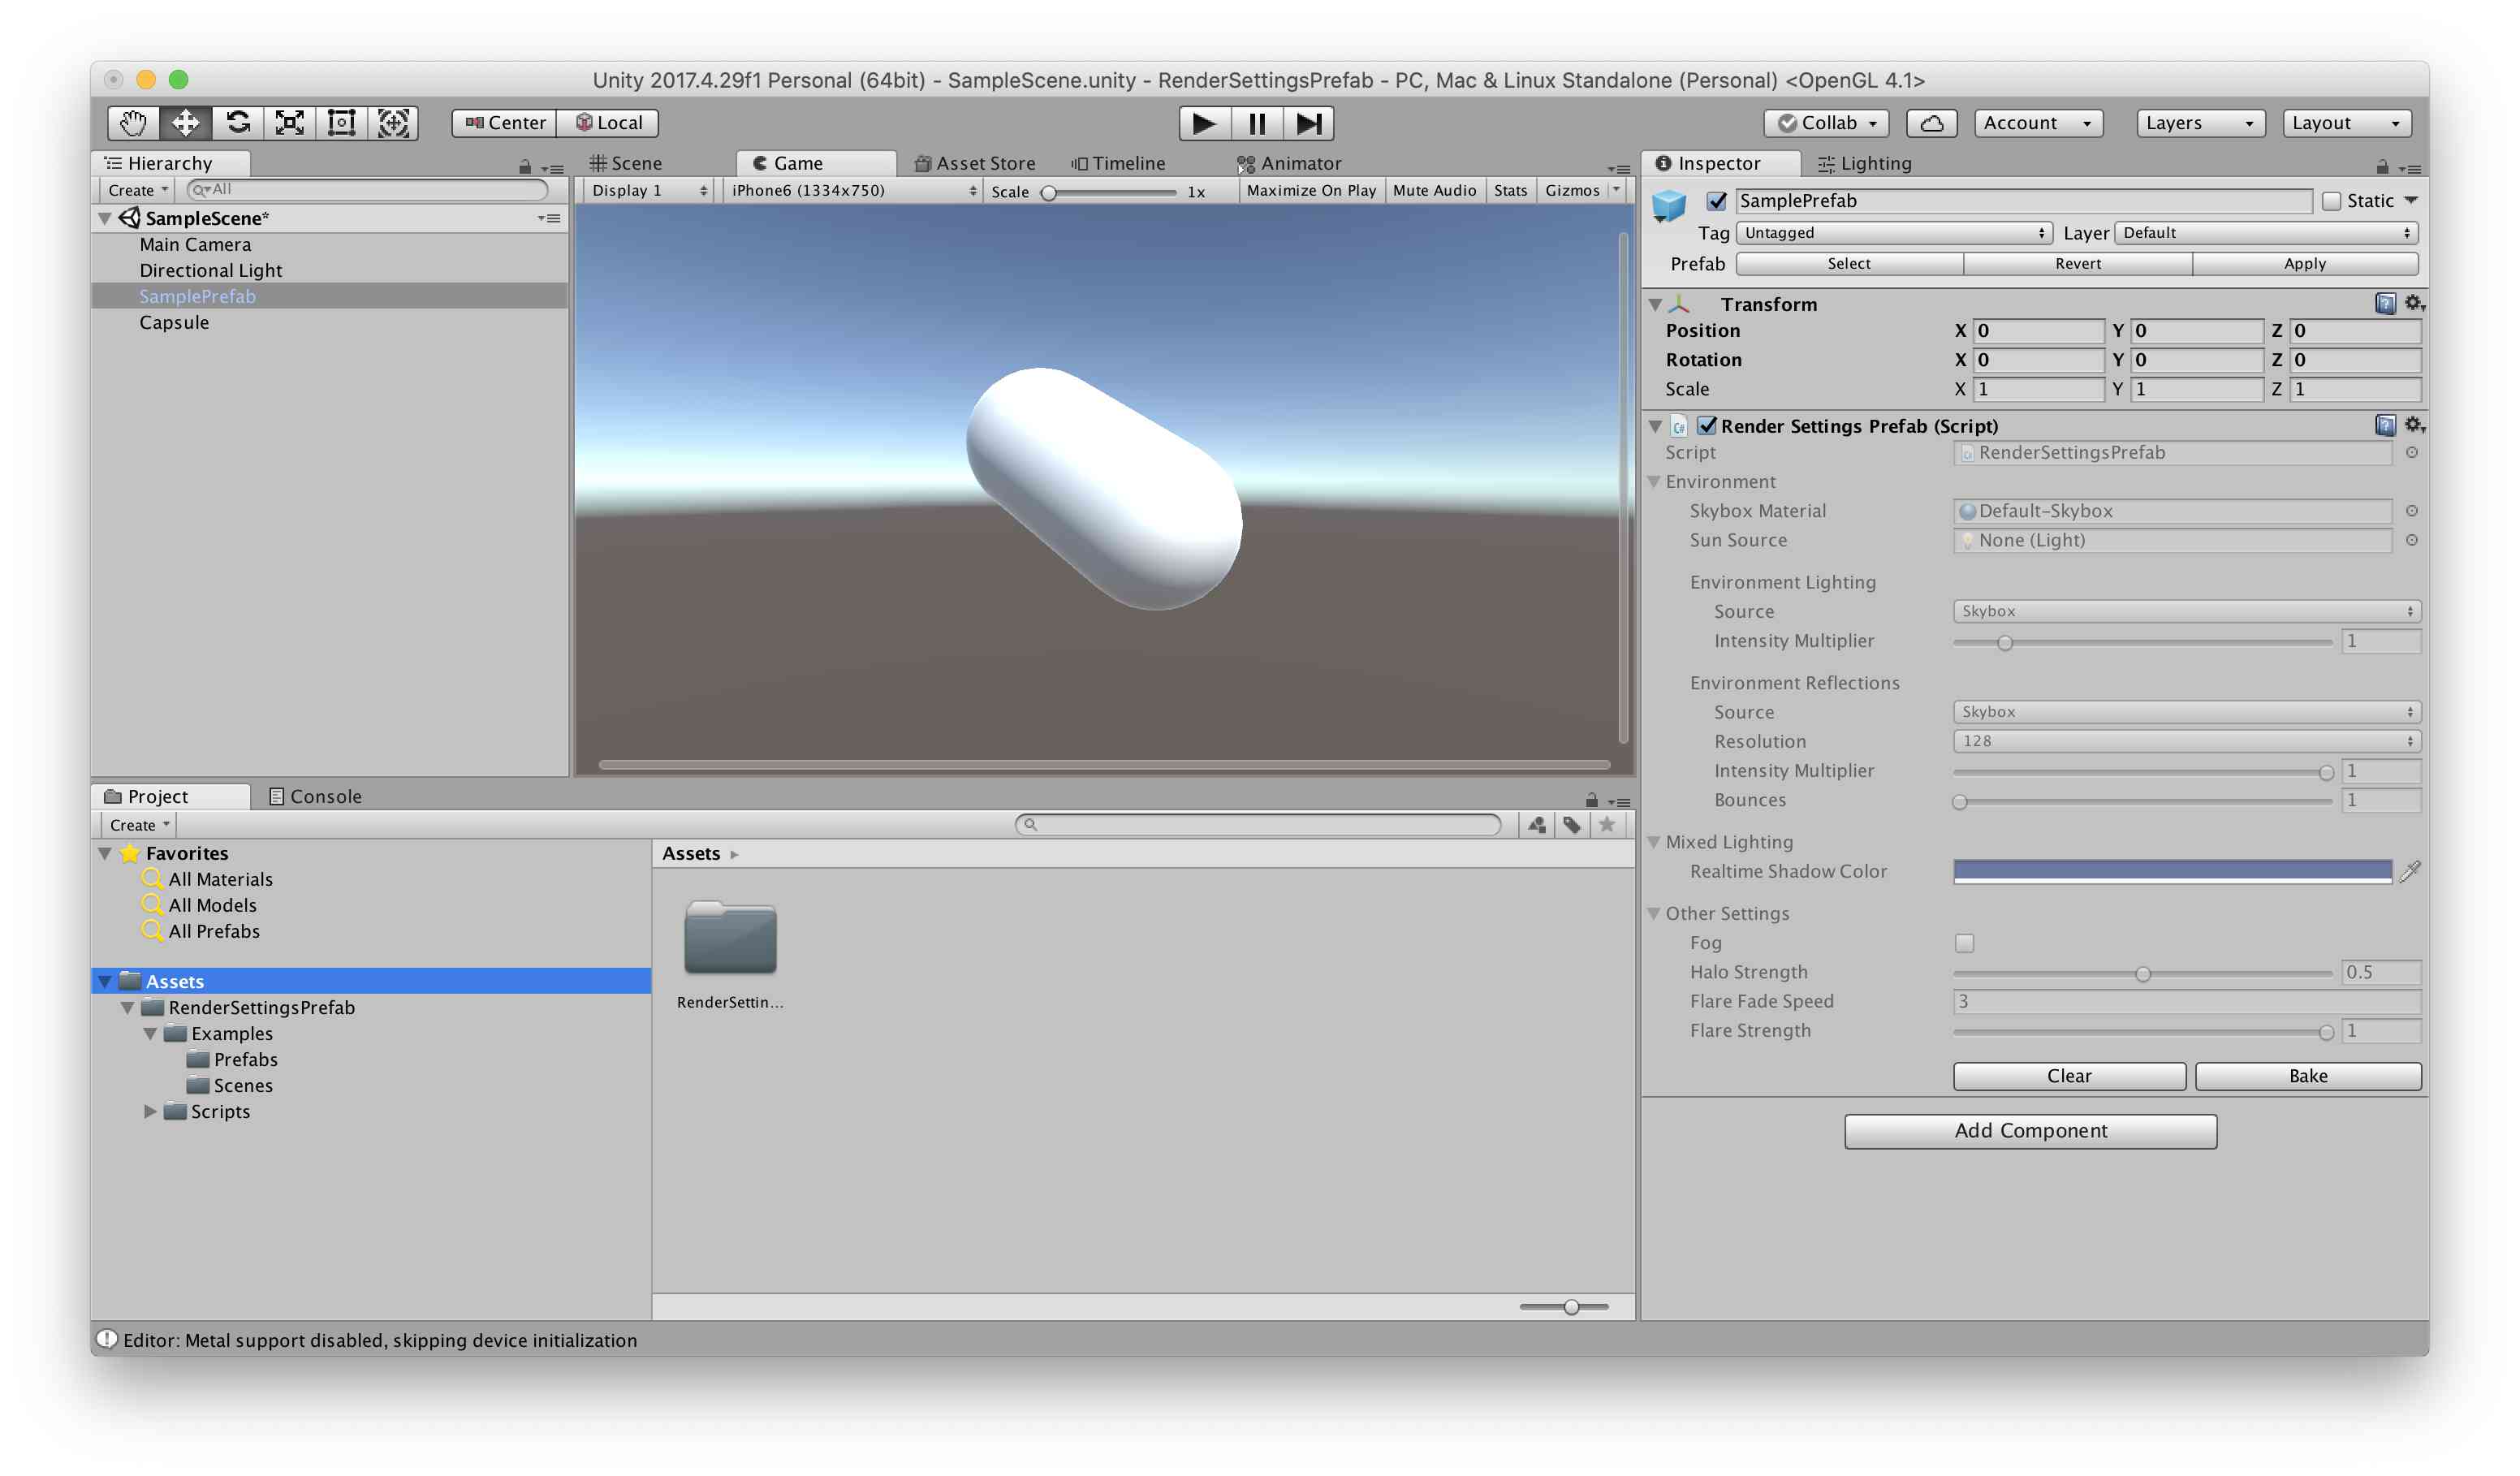 Unity 2017.4.29f1 Personal (64bit) - SampleScene.unity - RenderSettingsPrefab - PC, Mac & Linux Standalone (Personal) <OpenGL 4.1>
Center Local Collab Account Layers Layout
Hierarchy
Create All
SampleScene*
Main Camera
Directional Light
SamplePrefab
Capsule
Scene Game Asset Store Timeline Animator
Display 1 iPhone6 (1334x750) Scale 1x Maximize On Play Mute Audio Stats Gizmos
Inspector Lighting
SamplePrefab Static
Tag Untagged Layer Default
Prefab Select Revert Apply
Transform
Position X 0 Y 0 Z 0
Rotation X 0 Y 0 Z 0
Scale X 1 Y 1 Z 1
C# Render Settings Prefab (Script)
Script RenderSettingsPrefab
Environment
Skybox Material Default-Skybox
Sun Source None (Light)
Environment Lighting
Source Skybox
Intensity Multiplier 1
Environment Reflections
Source Skybox
Resolution 128
Intensity Multiplier 1
Bounces 1
Mixed Lighting
Realtime Shadow Color
Other Settings
Fog
Halo Strength 0.5
Flare Fade Speed 3
Flare Strength 1
Clear Bake
Add Component
Project Console
Create
Favorites
All Materials
All Models
All Prefabs
Assets
RenderSettingsPrefab
Examples
Prefabs
Scenes
Scripts
Assets
RenderSettin...
Editor: Metal support disabled, skipping device initialization